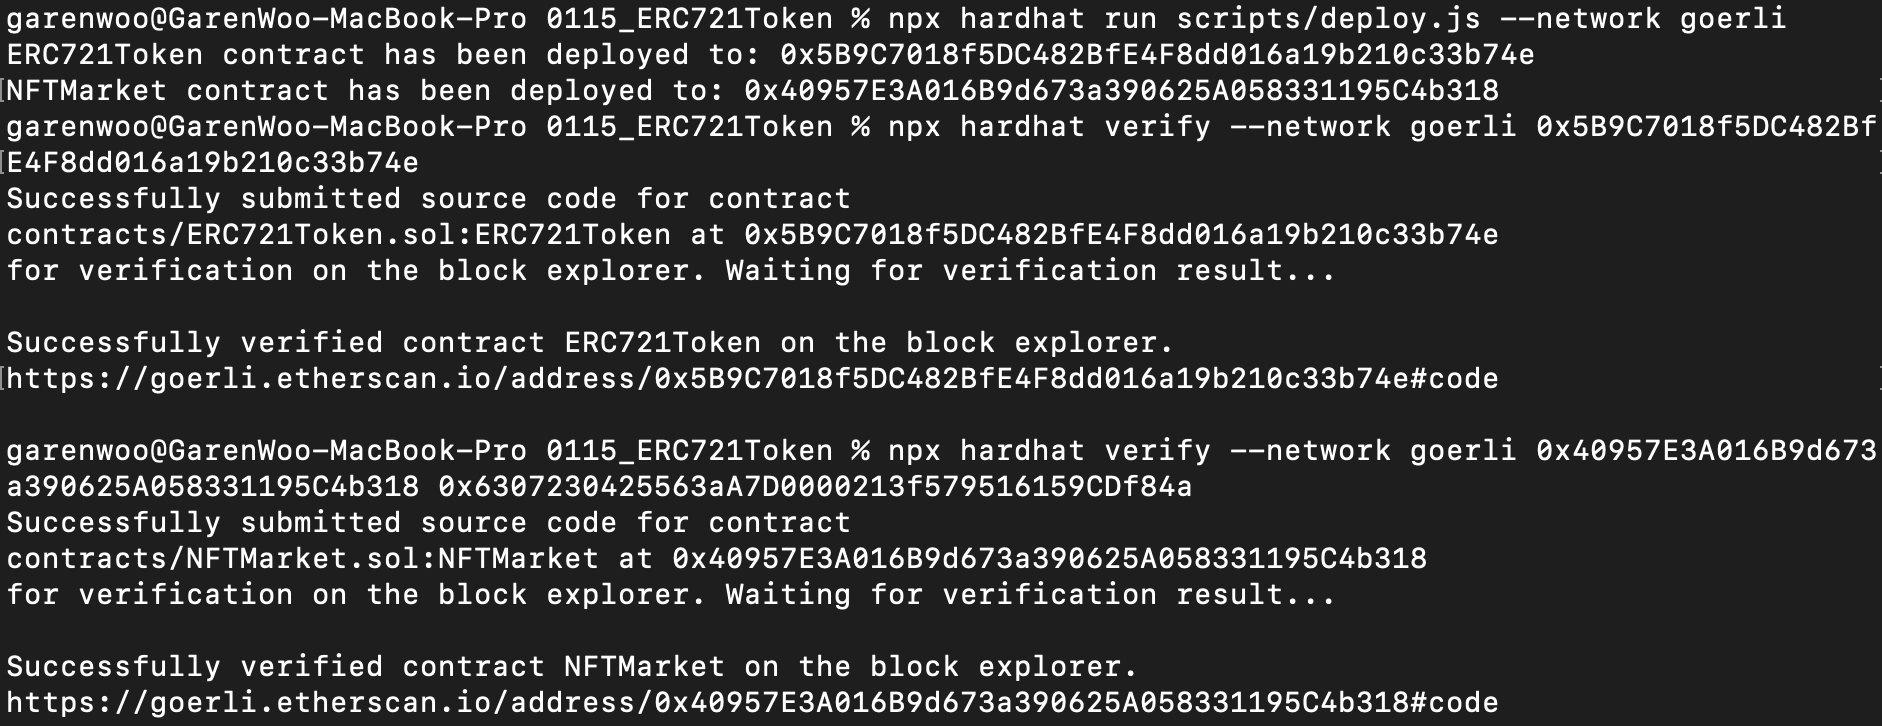 garenwoo@GarenWoo-MacBook-Pro 0115_ERC721Token % npx hardhat run scripts/deploy.js --network goerli
ERC721Token contract has been deployed to: 0x5B9C7018f5DC482BfE4F8dd016a19b210c33b74e
NFTMarket contract has been deployed to: 0x40957E3A016B9d673a390625A058331195C4b318
garenwoo@GarenWoo-MacBook-Pro 0115_ERC721Token % npx hardhat verify --network goerli 0x5B9C7018f5DC482Bf
E4F8dd016a19b210c33b74e
Successfully submitted source code for contract
contracts/ERC721Token.sol:ERC721Token at 0x5B9C7018f5DC482BfE4F8dd016a19b210c33b74e
for verification on the block explorer. Waiting for verification result...
Successfully verified contract ERC721Token on the block explorer.
https://goerli.etherscan.io/address/0x5B9C7018f5DC482BfE4F8dd016a19b210c33b74e#code
garenwoo@GarenWoo-MacBook-Pro 0115_ERC721Token % npx hardhat verify --network goerli 0x40957E3A016B9d673
a390625A058331195C4b318 0x6307230425563aA7D0000213f579516159CDf84a
Successfully submitted source code for contract
contracts/NFTMarket.sol:NFTMarket at 0x40957E3A016B9d673a390625A058331195C4b318
for verification on the block explorer. Waiting for verification result...
Successfully verified contract NFTMarket on the block explorer.
https://goerli.etherscan.io/address/0x40957E3A016B9d673a390625A058331195C4b318#code